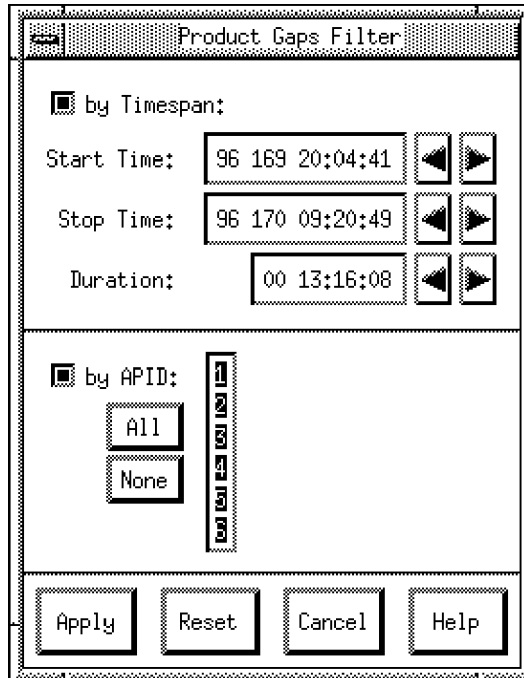 Product Gaps Filter
by Timespan:
Start Time: 96 169 20:04:41
Stop Time: 96 170 09:20:49
Duration: 00 13:16:08
by APID:
1
2
3
4
5
6
All
None
Apply Reset Cancel Help